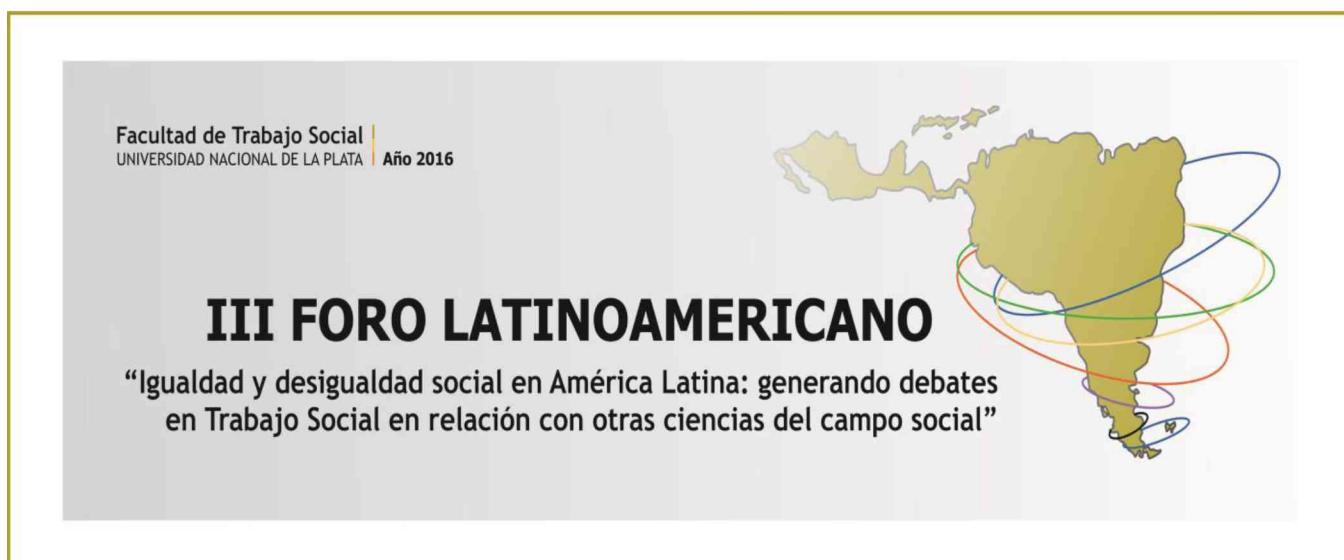 Facultad de Trabajo Social
UNIVERSIDAD NACIONAL DE LA PLATA Año 2016
III FORO LATINOAMERICANO
“Igualdad y desigualdad social en América Latina: generando debates
en Trabajo Social en relación con otras ciencias del campo social”